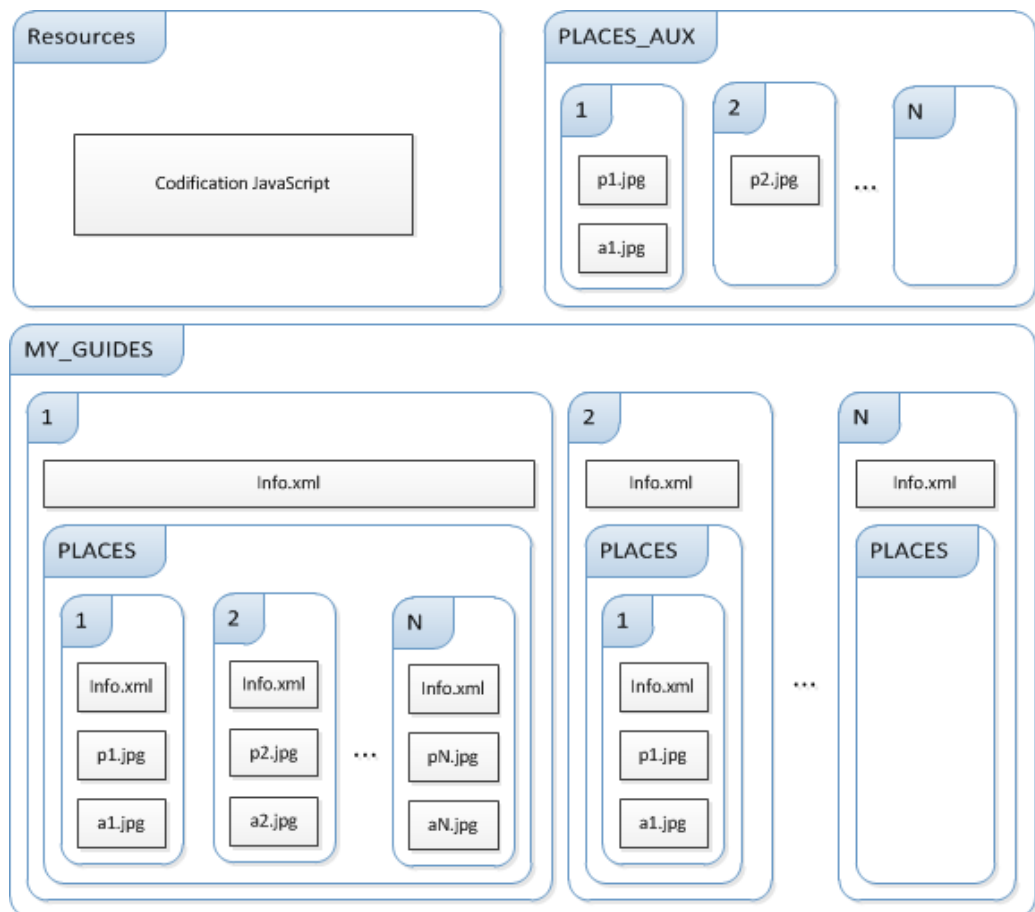 Resources
Codification JavaScript
PLACES_AUX
1
p1.jpg
a1.jpg
2
p2.jpg
...
N
MY_GUIDES
1
Info.xml
PLACES
1
Info.xml
p1.jpg
a1.jpg
2
Info.xml
p2.jpg
a2.jpg
...
N
Info.xml
pN.jpg
aN.jpg
2
Info.xml
PLACES
1
Info.xml
p1.jpg
a1.jpg
...
N
Info.xml
PLACES